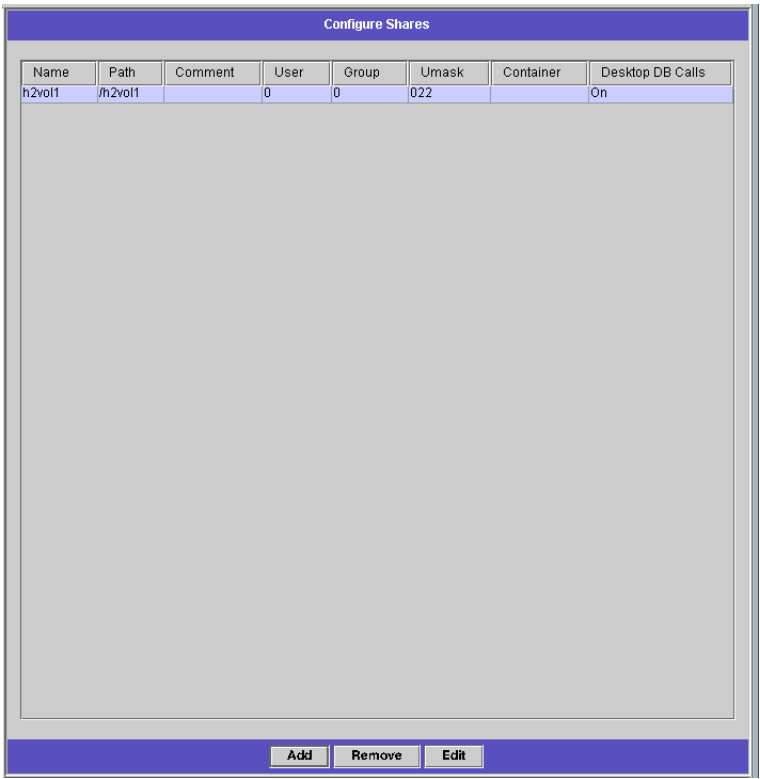 Configure Shares
Name Path Comment User Group Umask Container Desktop DB Calls
h2vol1 /h2vol1 0 0 022 On
Add Remove Edit